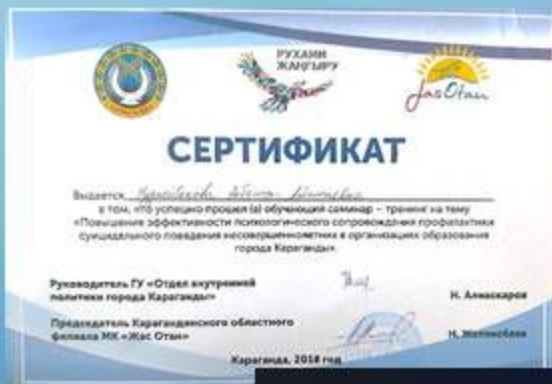 РУХАНИ
ЖАҢҒЫРУ
JasOtan
СЕРТИФИКАТ
Выдается
в том, что успешно прошел (а) обучающий семинар – тренинг на тему
«Повышение эффективности психологического сопровождения профилактики
суицидального поведения несовершеннолетних в организациях образования
города Караганды».
Руководитель ГУ «Отдел внутренней
политики города Караганды»
Н. Алмаскаров
Председатель Карагандинского областного
филиала МК «Жас Отан»
Н.
Караганда, 2018 год